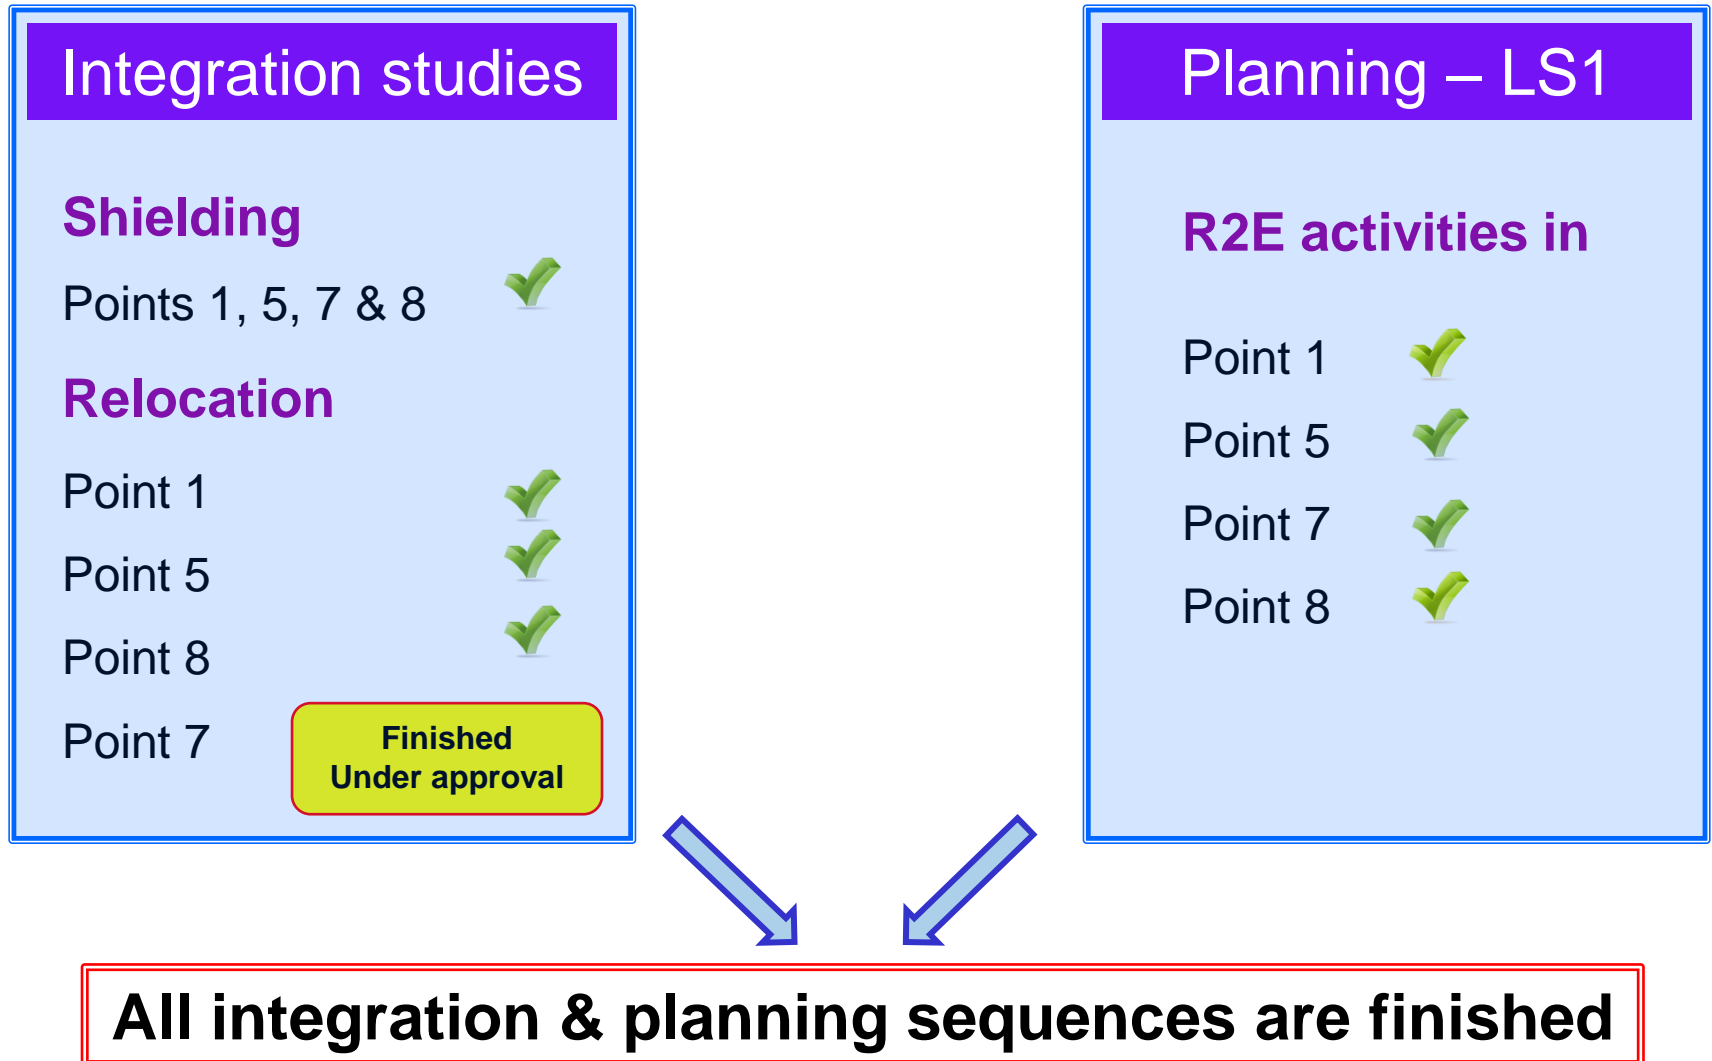 Integration studies
Shielding
Points 1, 5, 7 & 8
Relocation
Point 1
Point 5
Point 8
Point 7
Finished
Under approval
Planning – LS1
R2E activities in
Point 1
Point 5
Point 7
Point 8
All integration & planning sequences are finished